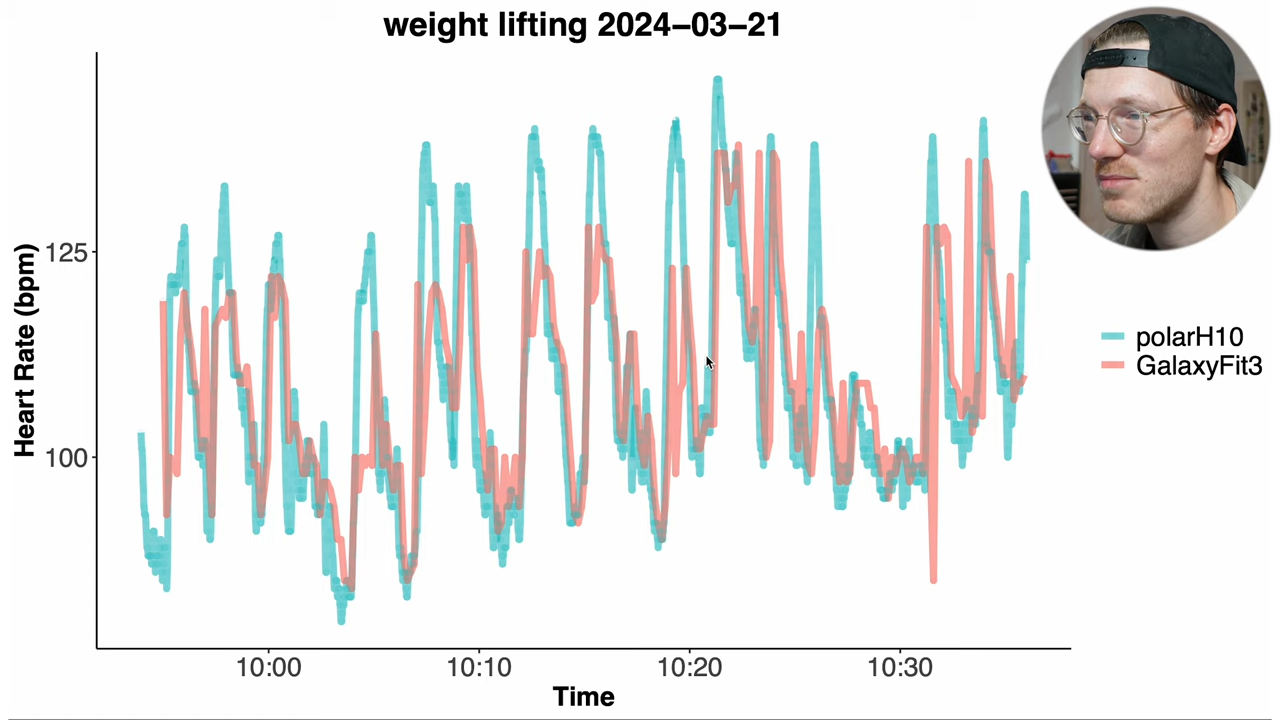 weight lifting 2024–03–21
Heart Rate (bpm)
125
100
10:00
10:10
10:20
10:30
Time
polarH10
GalaxyFit3